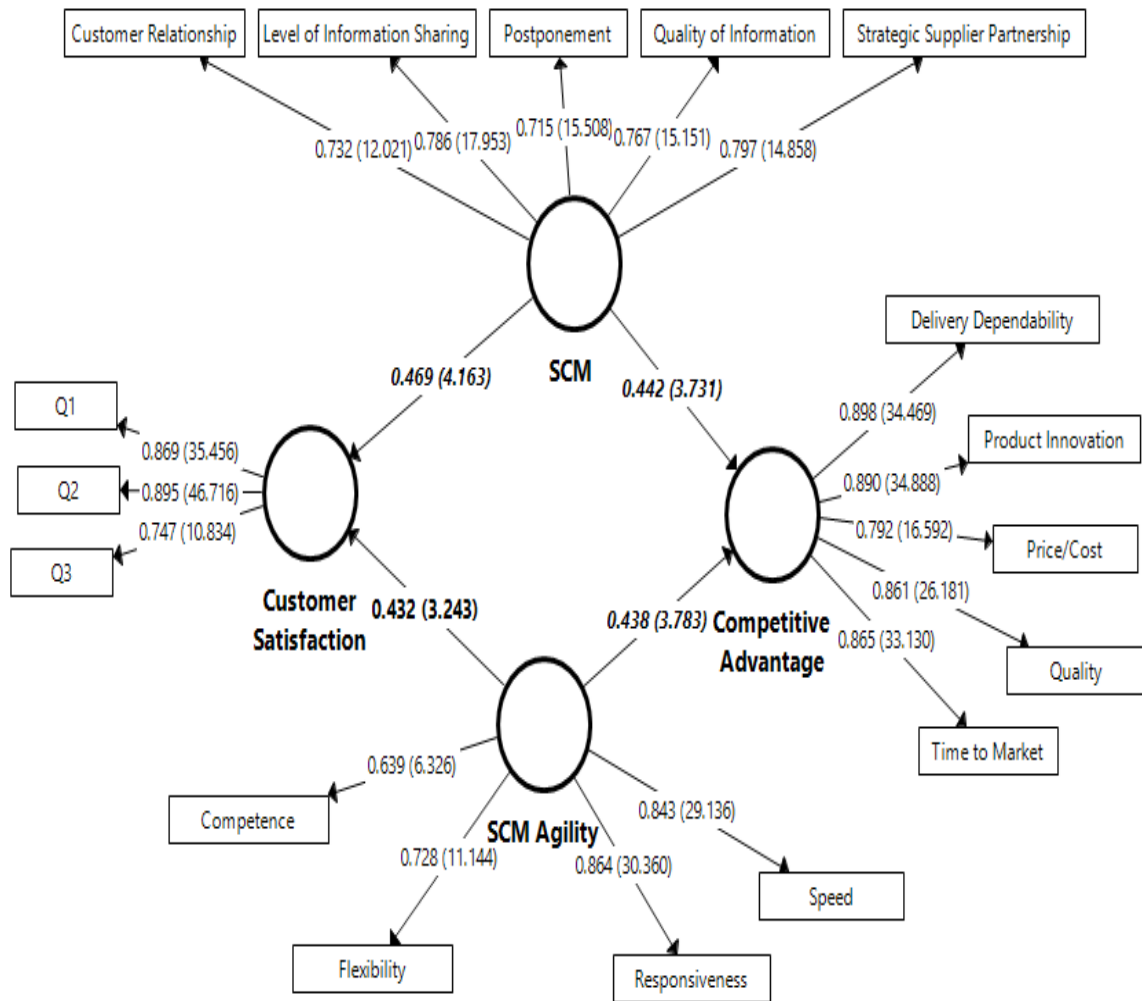 Customer Relationship
Level of Information Sharing
Postponement
Quality of Information
Strategic Supplier Partnership
0.732 (12.021)
0.786 (17.953)
0.715 (15.508)
0.767 (15.151)
0.797 (14.858)
SCM
0.469 (4.163)
0.442 (3.731)
Delivery Dependability
Product Innovation
Price/Cost
Quality
Time to Market
0.898 (34.469)
0.890 (34.888)
0.792 (16.592)
0.861 (26.181)
0.865 (33.130)
Competitive
Advantage
Q1
Q2
Q3
0.869 (35.456)
0.895 (46.716)
0.747 (10.834)
Customer
Satisfaction
0.432 (3.243)
0.438 (3.783)
SCM Agility
0.639 (6.326)
0.728 (11.144)
0.864 (30.360)
0.843 (29.136)
Competence
Flexibility
Responsiveness
Speed